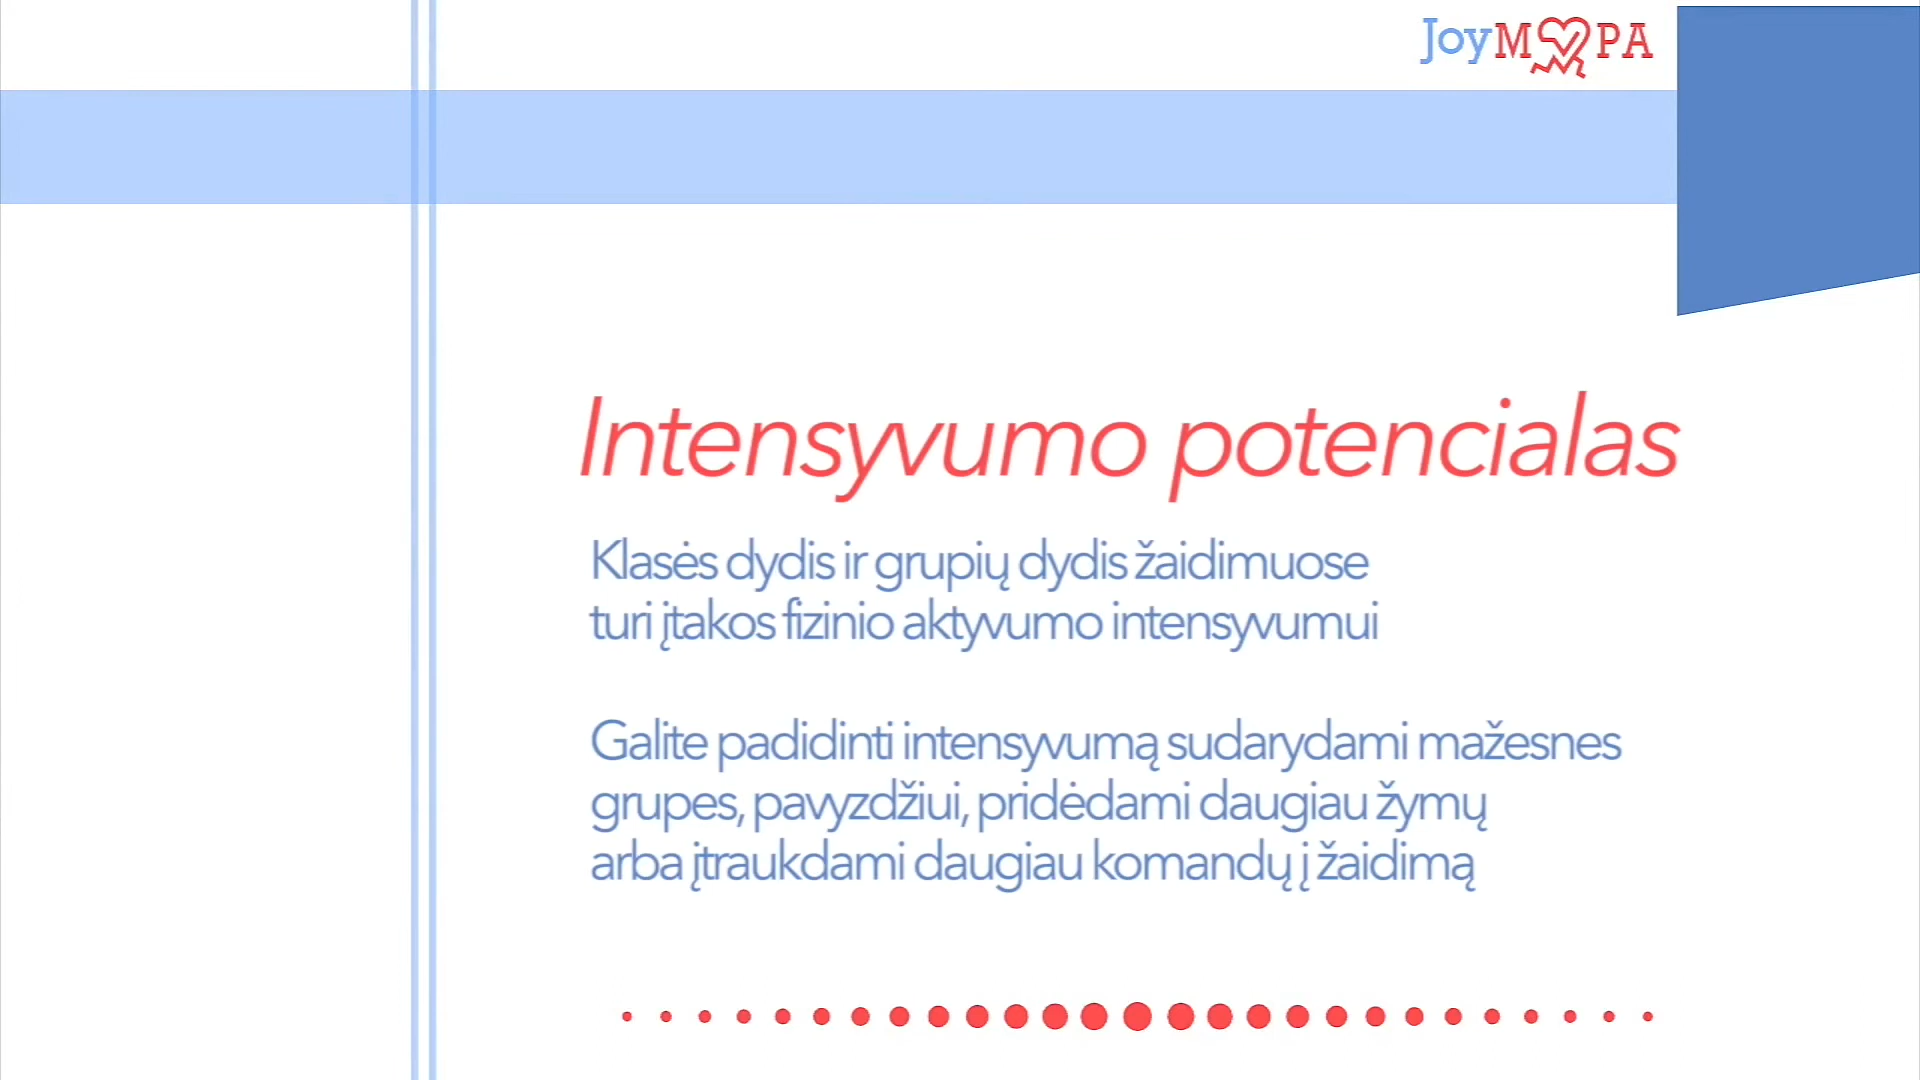 JoyMPA
Intensyvumo potencialas
Klasės dydis ir grupių dydis žaidimuose
turi įtakos fizinio aktyvumo intensyvumui
Galite padidinti intensyvumą sudarydami mažesnes
grupes, pavyzdžiui, pridėdami daugiau žymų
arba įtraukdami daugiau komandų į žaidimą